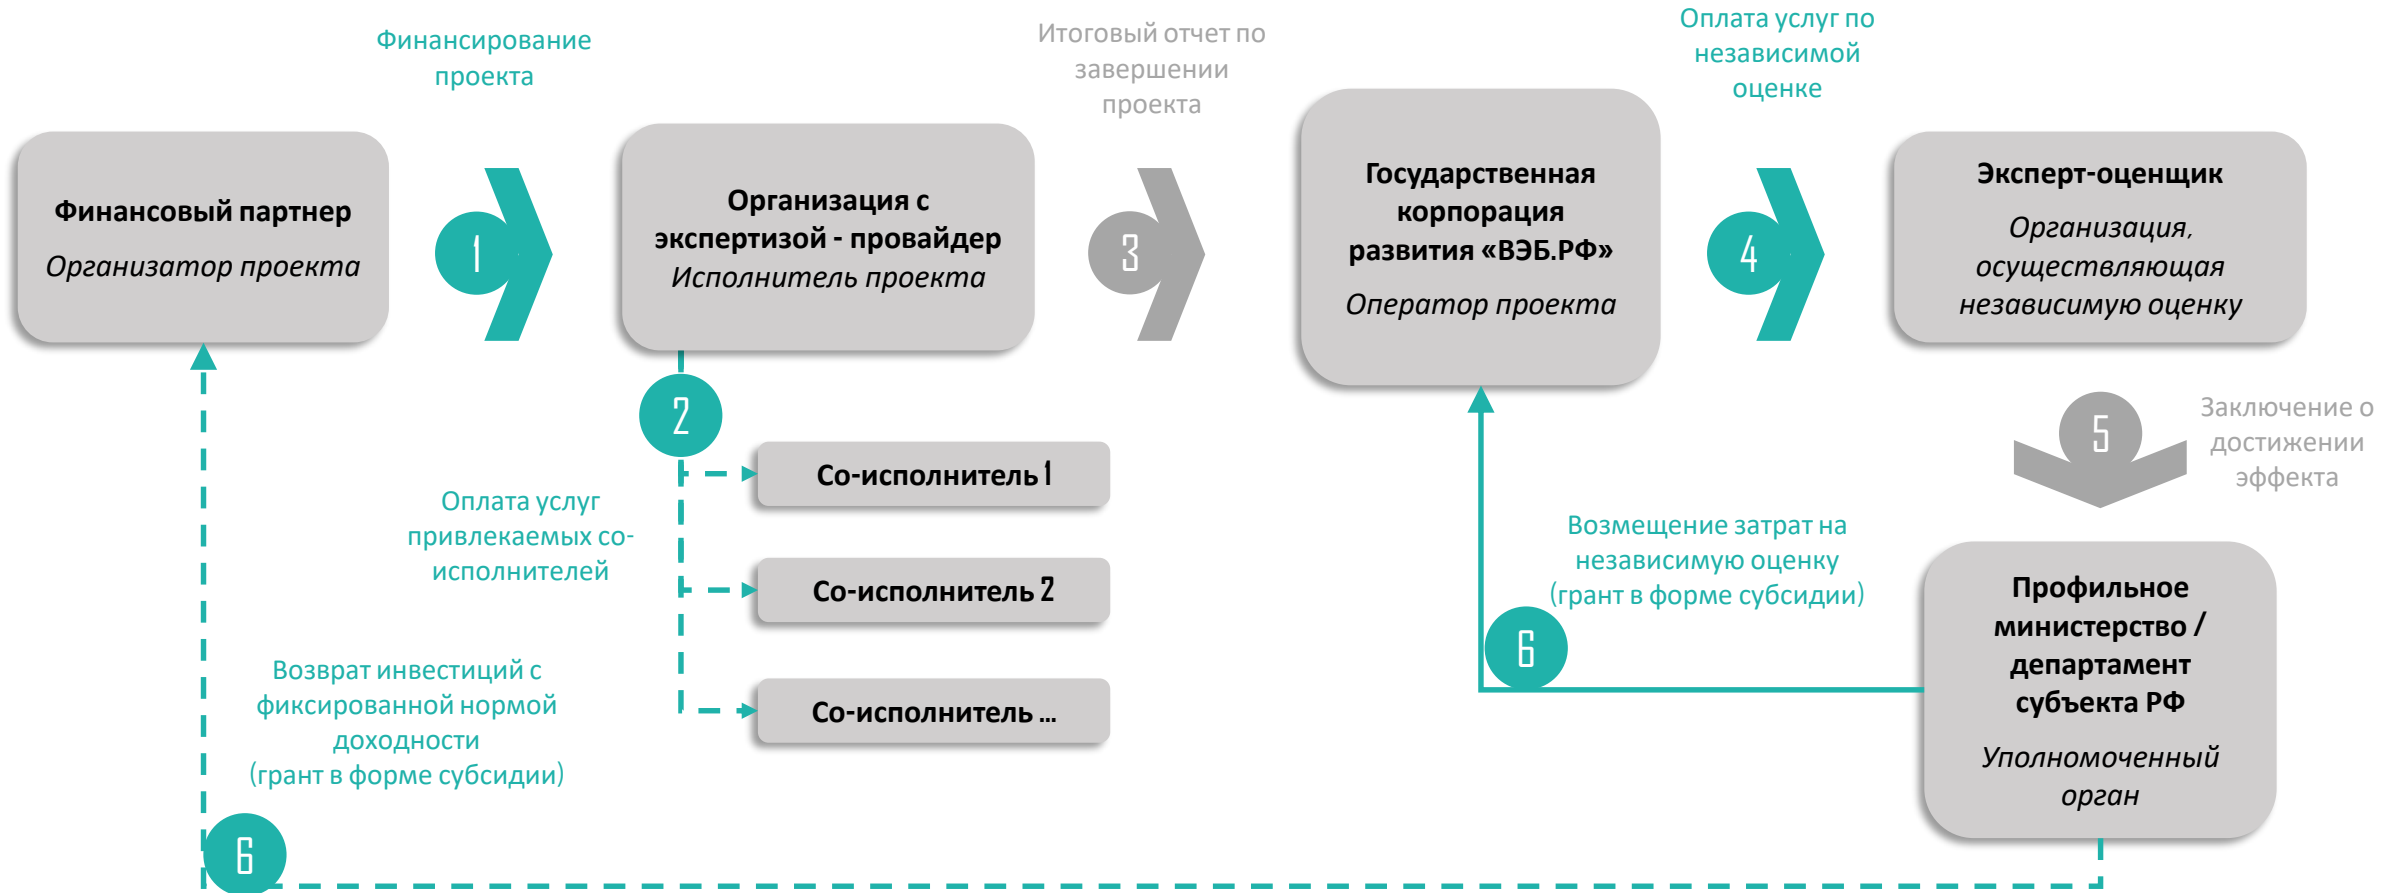 Финансирование
проекта
Итоговый отчет по
завершении
проекта
Оплата услуг по
независимой
оценке
Финансовый партнер
Организатор проекта
1
Организация с
экспертизой - провайдер
Исполнитель проекта
3
Государственная
корпорация
развития «ВЭБ.РФ»
Оператор проекта
4
Эксперт-оценщик
Организация,
осуществляющая
независимую оценку
2
5
Заключение о
достижении
эффекта
Со-исполнитель 1
Оплата услуг
привлекаемых со-
исполнителей
Со-исполнитель 2
Со-исполнитель ...
Возмещение затрат на
независимую оценку
(грант в форме субсидии)
6
Профильное
министерство /
департамент
субъекта РФ
Уполномоченный
орган
Возврат инвестиций с
фиксированной нормой
доходности
(грант в форме субсидии)
6